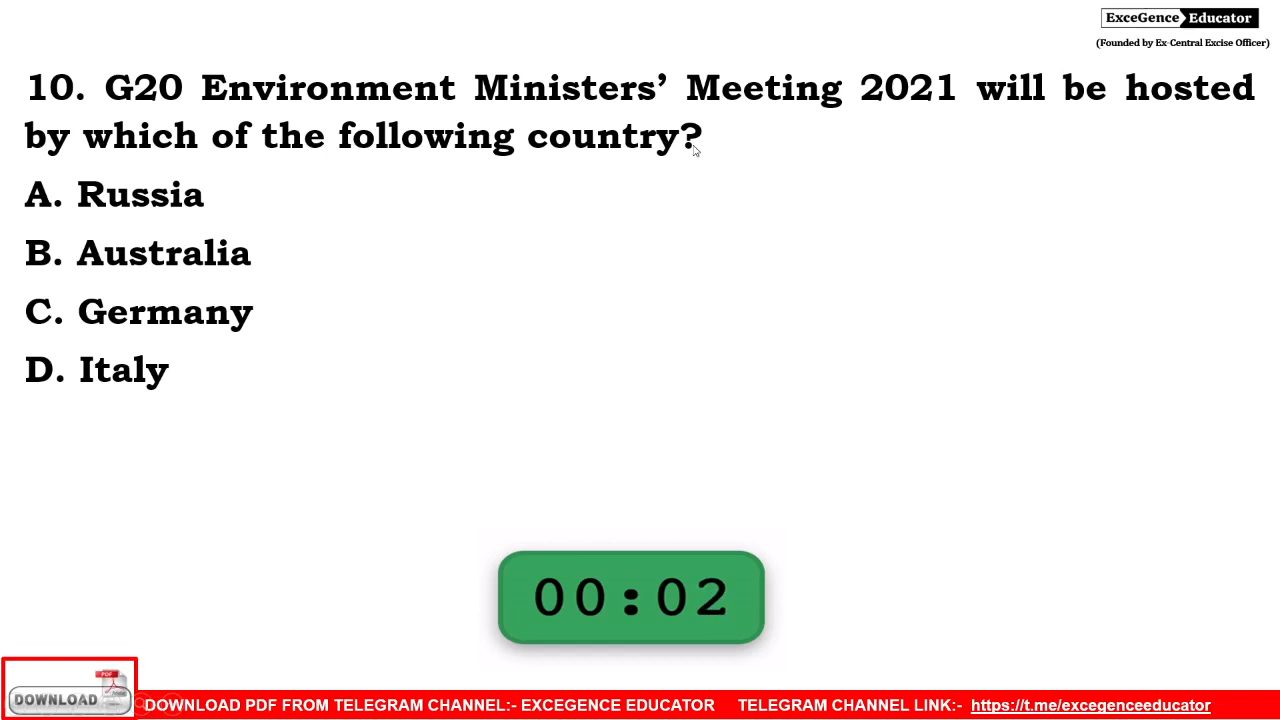 ExceGence Educator
(Founded by Ex-Central Excise Officer)
10. G20 Environment Ministers’ Meeting 2021 will be hosted
by which of the following country?
A. Russia
B. Australia
C. Germany
D. Italy
00:02
PDF
DOWNLOAD
DOWNLOAD PDF FROM TELEGRAM CHANNEL:- EXCEGENCE EDUCATOR TELEGRAM CHANNEL LINK:- https://t.me/excegenceeducator